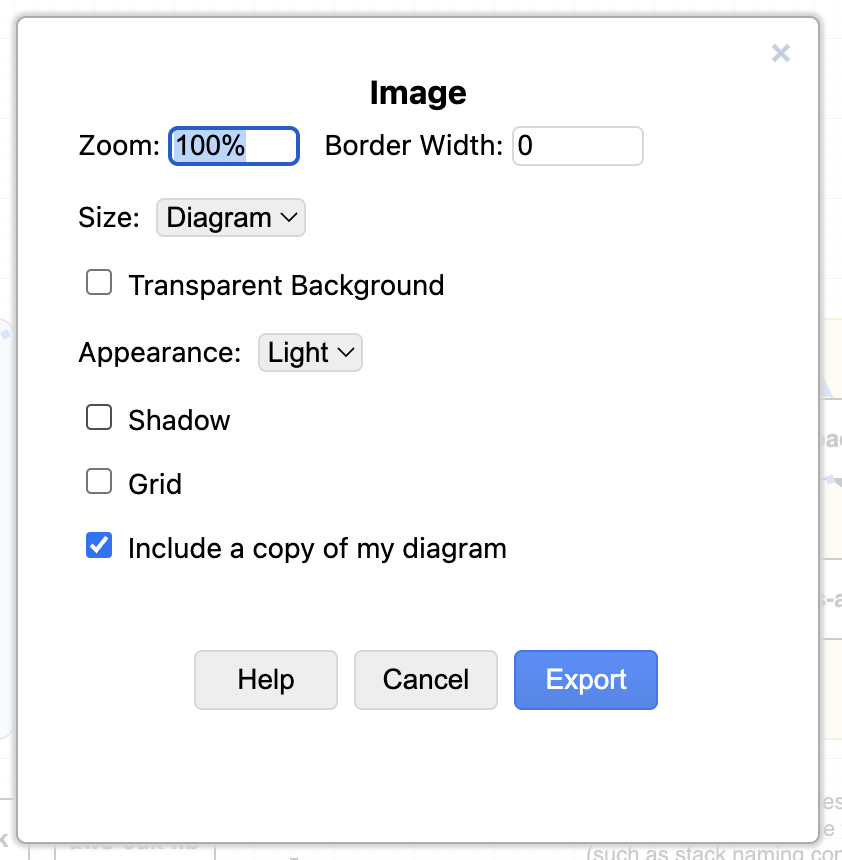 ×
Image
Zoom: 100% Border Width: 0
Size: Diagram
Transparent Background
Appearance: Light
Shadow
Grid
Include a copy of my diagram
Help Cancel Export
(such as stack naming